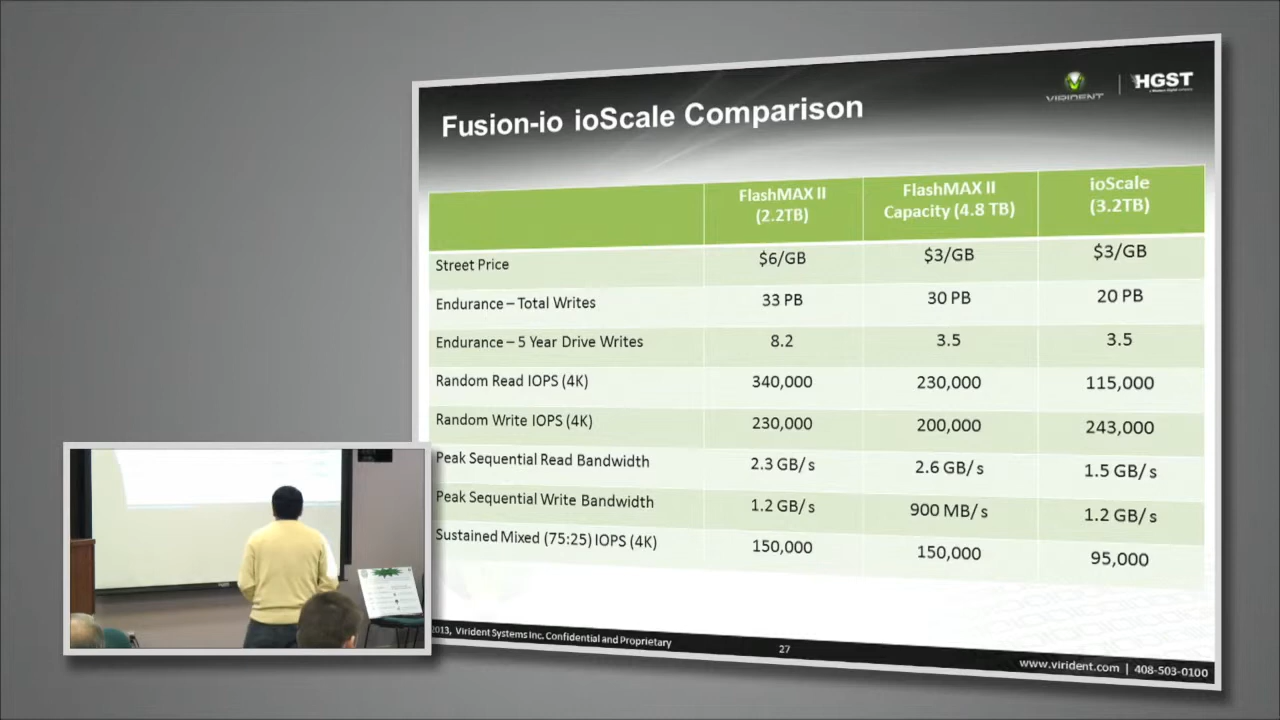 VIRIDENT
HGST
Fusion-io ioScale Comparison
FlashMAX II (2.2TB)
FlashMAX II Capacity (4.8 TB)
ioScale (3.2TB)
Street Price $6/GB $3/GB $3/GB
Endurance – Total Writes 33 PB 30 PB 20 PB
Endurance – 5 Year Drive Writes 8.2 3.5 3.5
Random Read IOPS (4K) 340,000 230,000 115,000
Random Write IOPS (4K) 230,000 200,000 243,000
Peak Sequential Read Bandwidth 2.3 GB/s 2.6 GB/s 1.5 GB/s
Peak Sequential Write Bandwidth 1.2 GB/s 900 MB/s 1.2 GB/s
Sustained Mixed (75:25) IOPS (4K) 150,000 150,000 95,000
2013, Virident Systems Inc. Confidential and Proprietary
27
www.virident.com | 408-503-0100